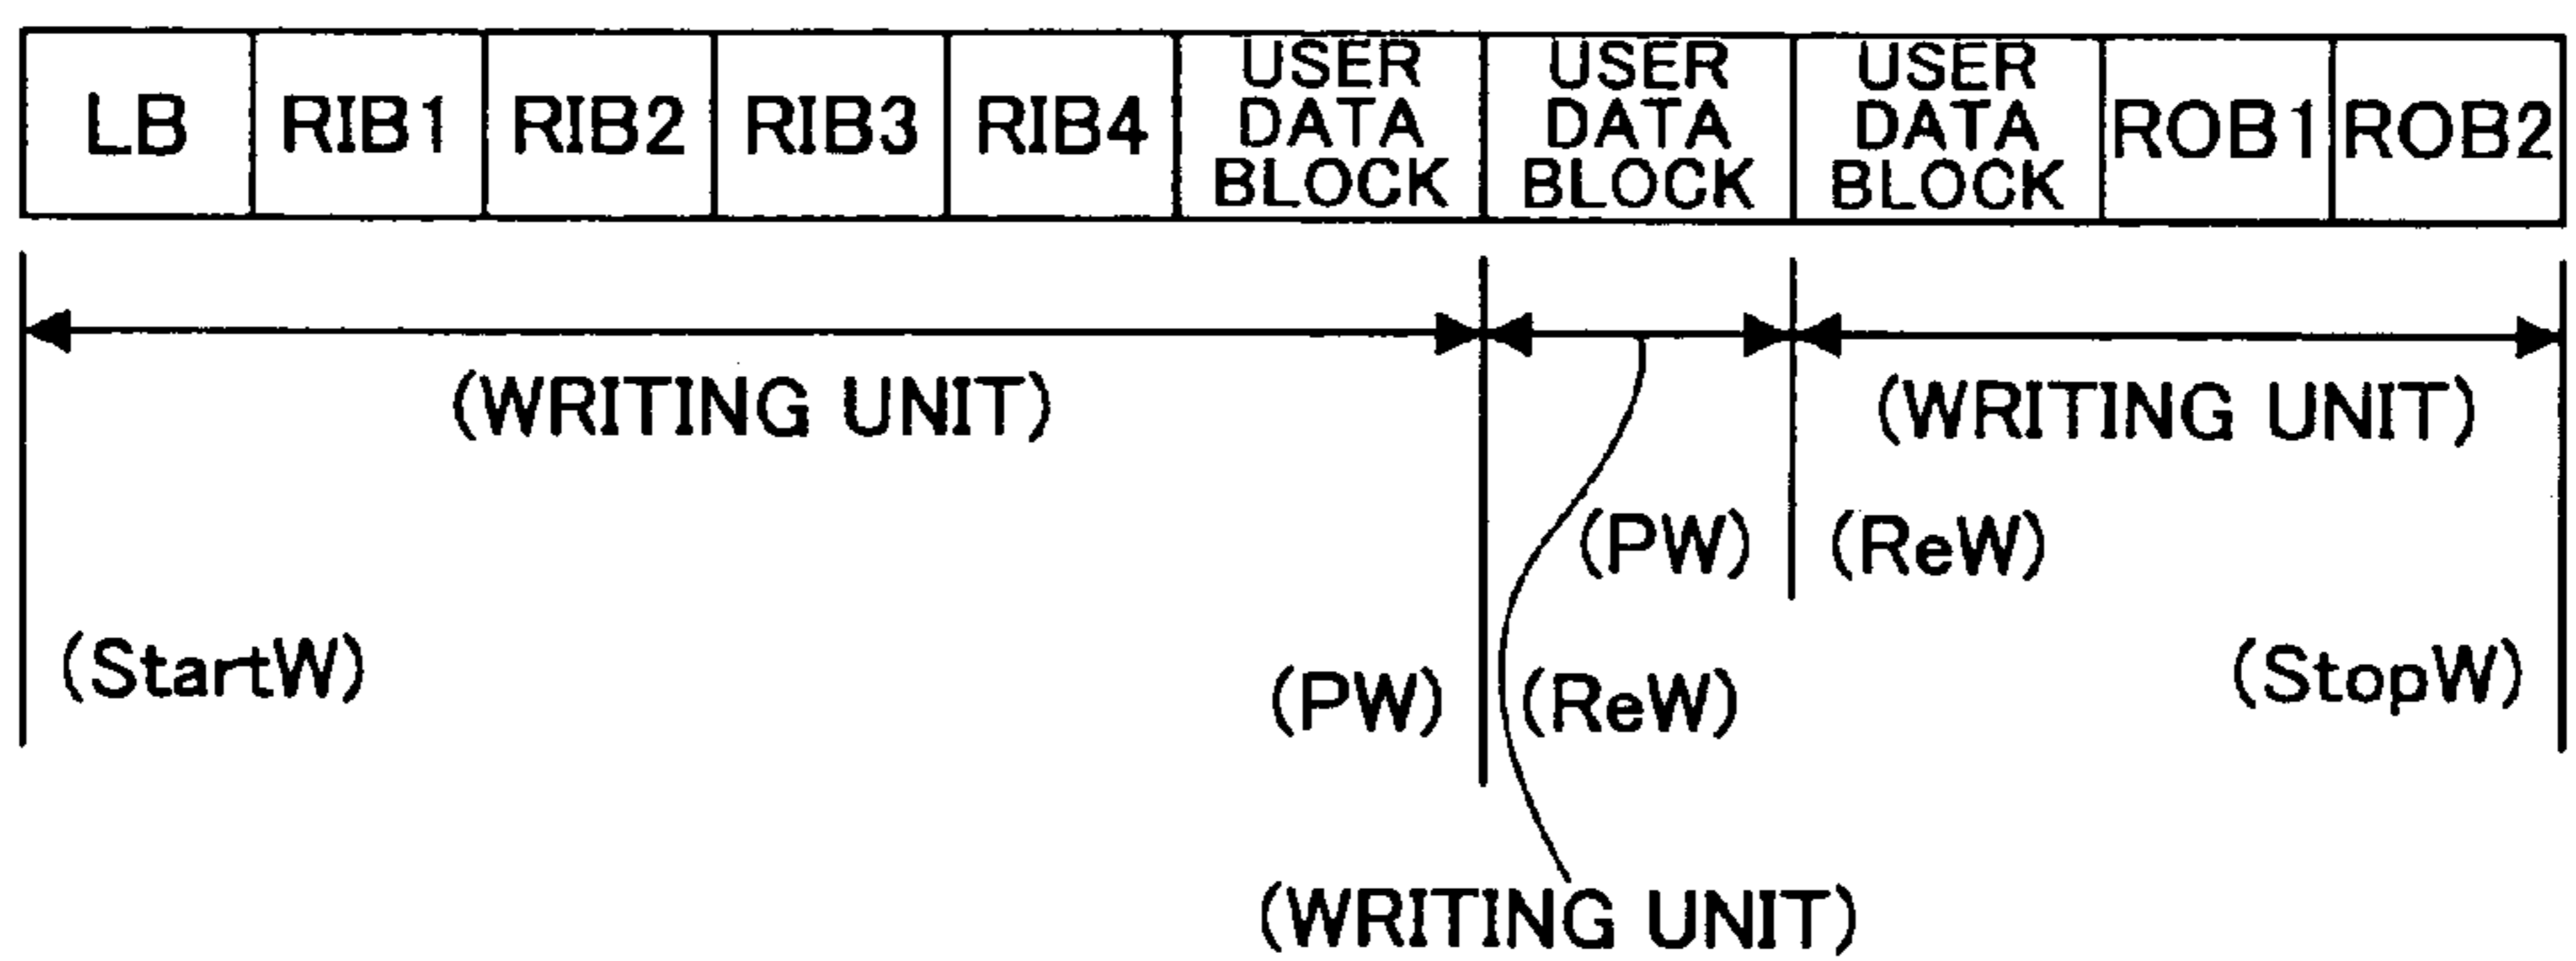 LB RIB1 RIB2 RIB3 RIB4 USER DATA BLOCK USER DATA BLOCK USER DATA BLOCK ROB1 ROB2
(WRITING UNIT) (WRITING UNIT)
(PW) (ReW)
(StartW) (PW) (ReW) (StopW)
(WRITING UNIT)